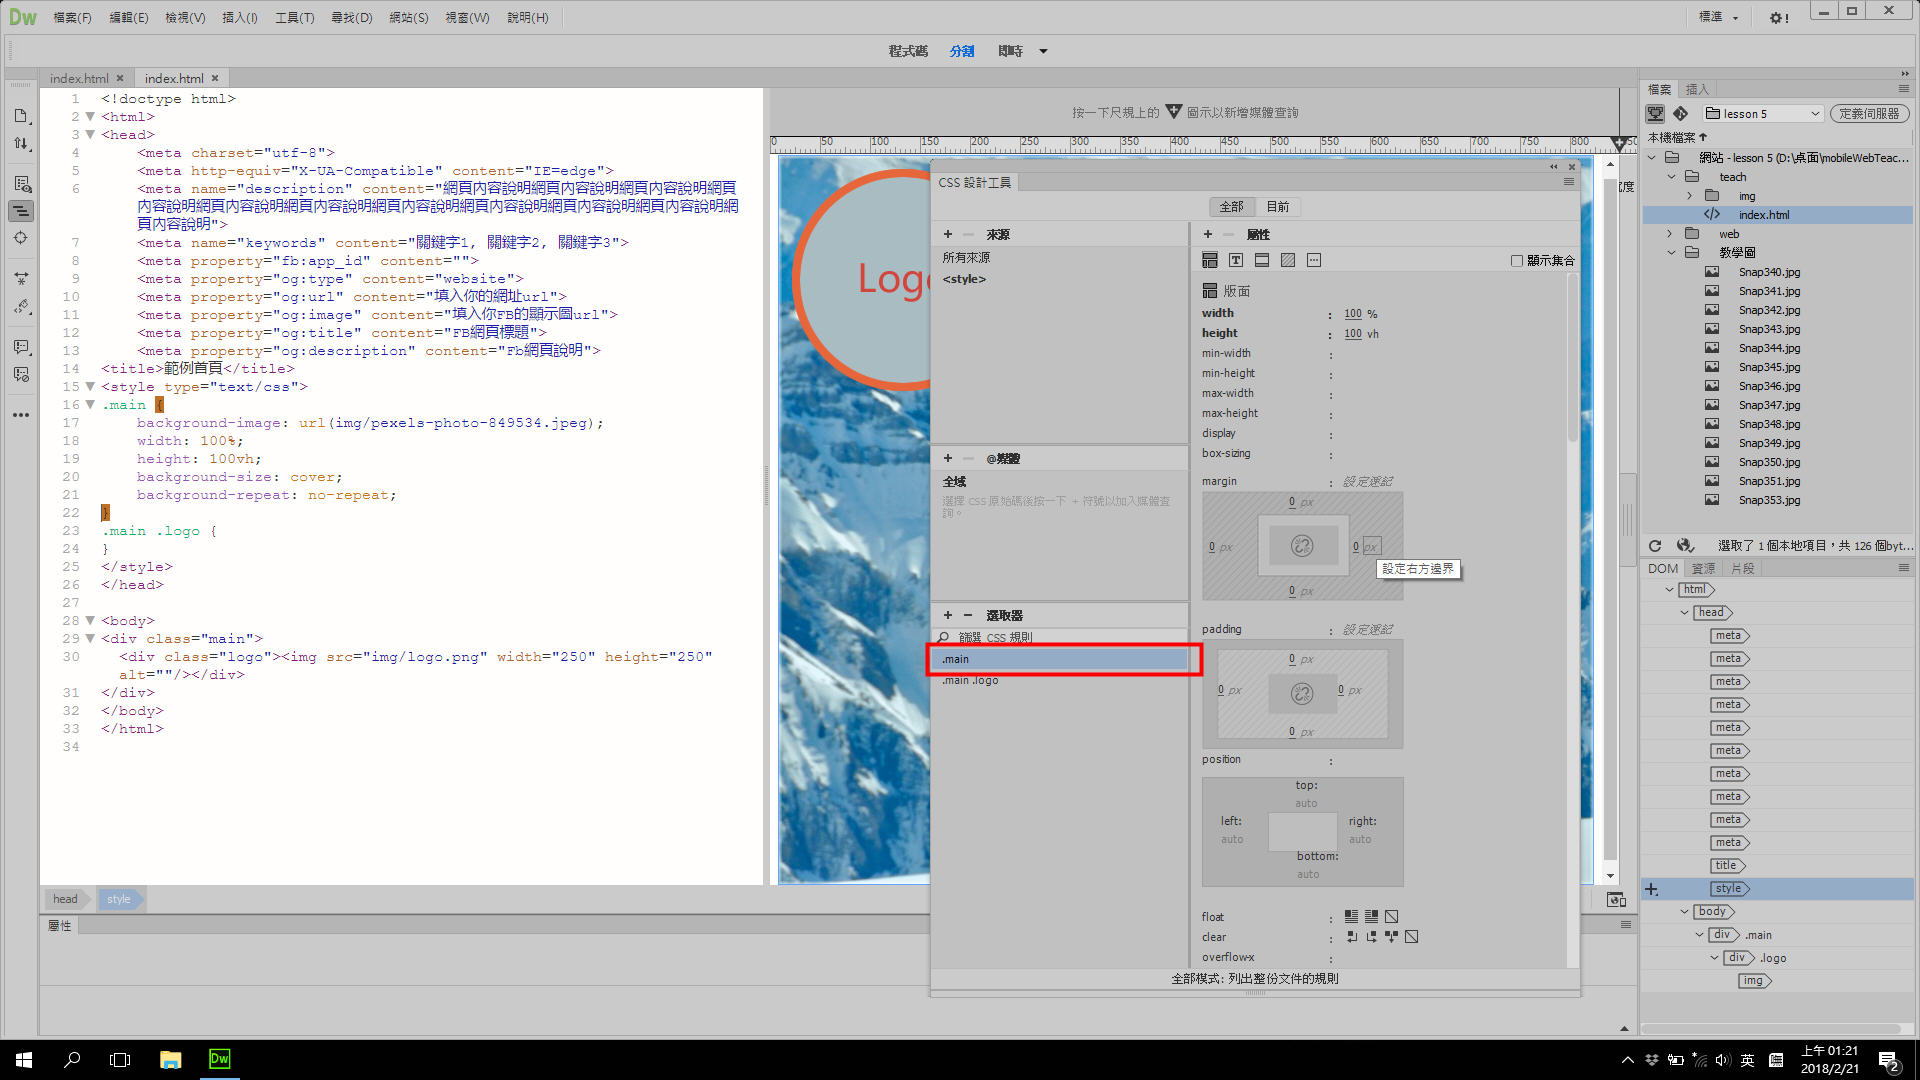 Dw 檔案(F) 編輯(E) 檢視(V) 插入(I) 工具(T) 尋找(D) 網站(S) 視窗(W) 說明(H) 標準
程式碼 分割 即時
index.html × index.html ×
1 <!doctype html>
2 <html>
3 <head>
4 <meta charset="utf-8">
5 <meta http-equiv="X-UA-Compatible" content="IE=edge">
6 <meta name="description" content="網頁內容說明網頁內容說明網頁內容說明網頁
內容說明網頁內容說明網頁內容說明網頁內容說明網頁內容說明網頁內容說明網頁內容說明網
頁內容說明">
7 <meta name="keywords" content="關鍵字1, 關鍵字2, 關鍵字3">
8 <meta property="fb:app_id" content="">
9 <meta property="og:type" content="website">
10 <meta property="og:url" content="填入你的網址url">
11 <meta property="og:image" content="填入你FB的顯示圖url">
12 <meta property="og:title" content="FB網頁標題">
13 <meta property="og:description" content="Fb網頁說明">
14 <title>範例首頁</title>
15 <style type="text/css">
16 .main {
17 background-image: url(img/pexels-photo-849534.jpeg);
18 width: 100%;
19 height: 100vh;
20 background-size: cover;
21 background-repeat: no-repeat;
22 }
23 .main .logo {
24 }
25 </style>
26 </head>
27
28 <body>
29 <div class="main">
30 <div class="logo"><img src="img/logo.png" width="250" height="250"
alt=""/></div>
31 </div>
32 </body>
33 </html>
34
head style
屬性
按一下尺規上的 圖示以新增媒體查詢
0 50 100 150 200 250 300 350 400 450 500 550 600 650 700 750 800
Logo
CSS 設計工具
全部 目前
+ − 來源
所有來源
<style>
+ − @媒體
全域
選擇 CSS 原始碼後按一下 + 符號以加入媒體查
詢。
+ − 選取器
篩選 CSS 規則
.main
.main .logo
+ − 屬性
顯示集合
版面
width : 100 %
height : 100 vh
min-width :
min-height :
max-width :
max-height :
display :
box-sizing :
margin : 設定速記
0 px
0 px 0 px
設定右方邊界
0 px
padding : 設定速記
0 px
0 px 0 px
0 px
position :
top:
auto
left: right:
auto auto
bottom:
auto
float :
clear :
overflow-x :
全部模式: 列出整份文件的規則
檔案 插入
lesson 5 定義伺服器
本機檔案
網站 - lesson 5 (D:\桌面\mobileWebTeac...
teach
img
index.html
web
教學圖
Snap340.jpg
Snap341.jpg
Snap342.jpg
Snap343.jpg
Snap344.jpg
Snap345.jpg
Snap346.jpg
Snap347.jpg
Snap348.jpg
Snap349.jpg
Snap350.jpg
Snap351.jpg
Snap353.jpg
選取了 1 個本地項目，共 126 個byt...
DOM 資源 片段
html
head
meta
meta
meta
meta
meta
meta
meta
meta
meta
meta
title
style
body
div .main
div .logo
img
Dw
英
上午 01:21
2018/2/21
2